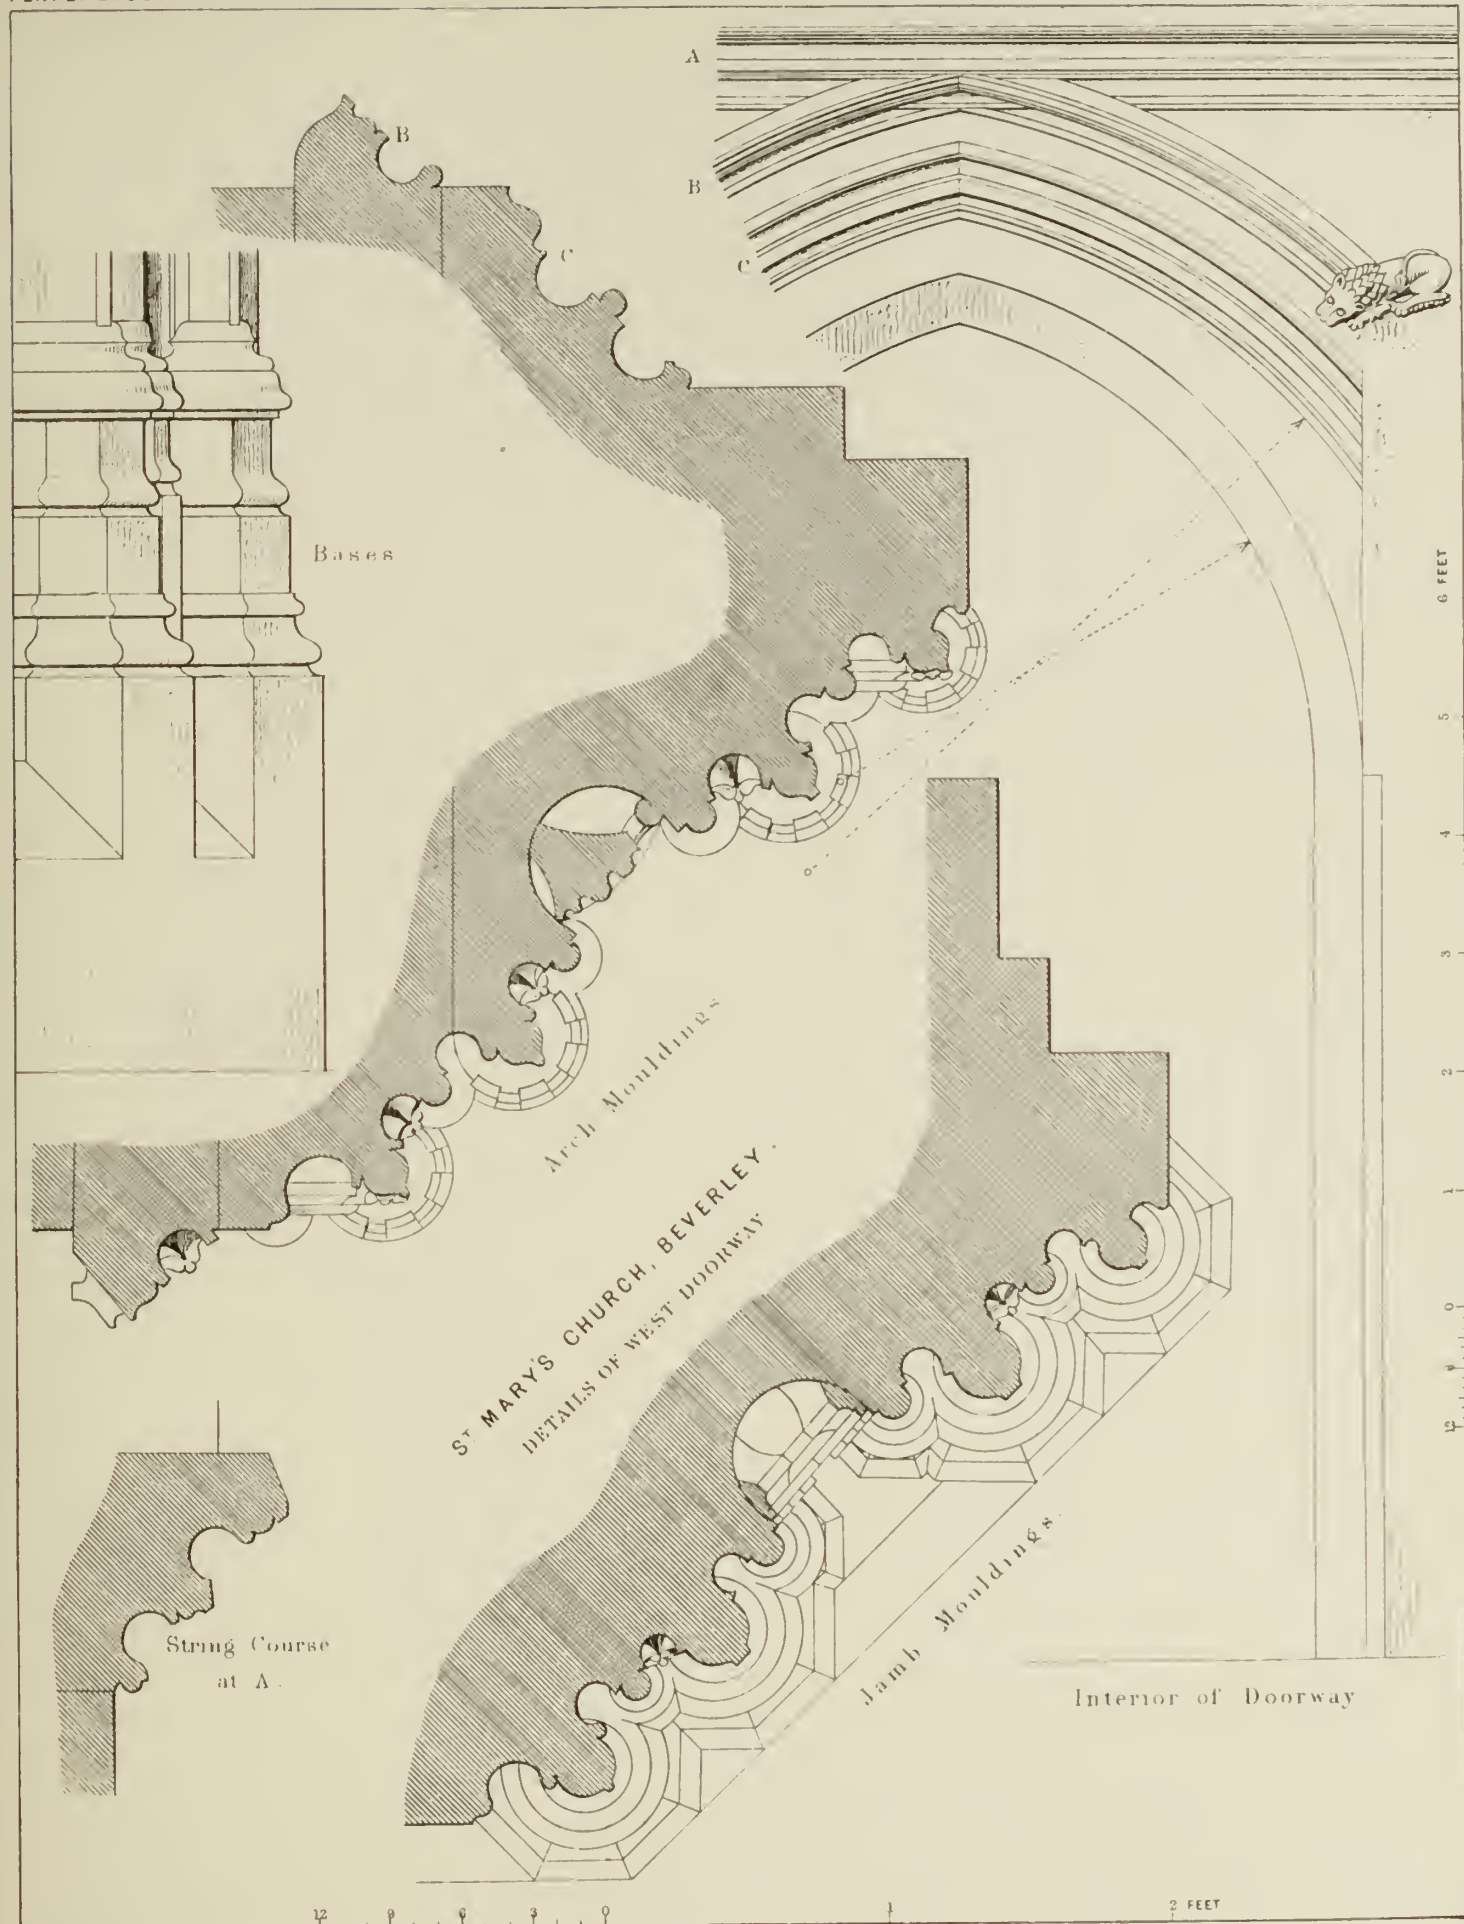 A
B
B
C
C
Bases
6 FEET
5
4
3
2
1
0
12
Arch Mouldings
ST MARY'S CHURCH, BEVERLEY.
DETAILS OF WEST DOORWAY
Jamb Mouldings.
String Course
at A.
Interior of Doorway
12 9 6 3 0 1 2 FEET